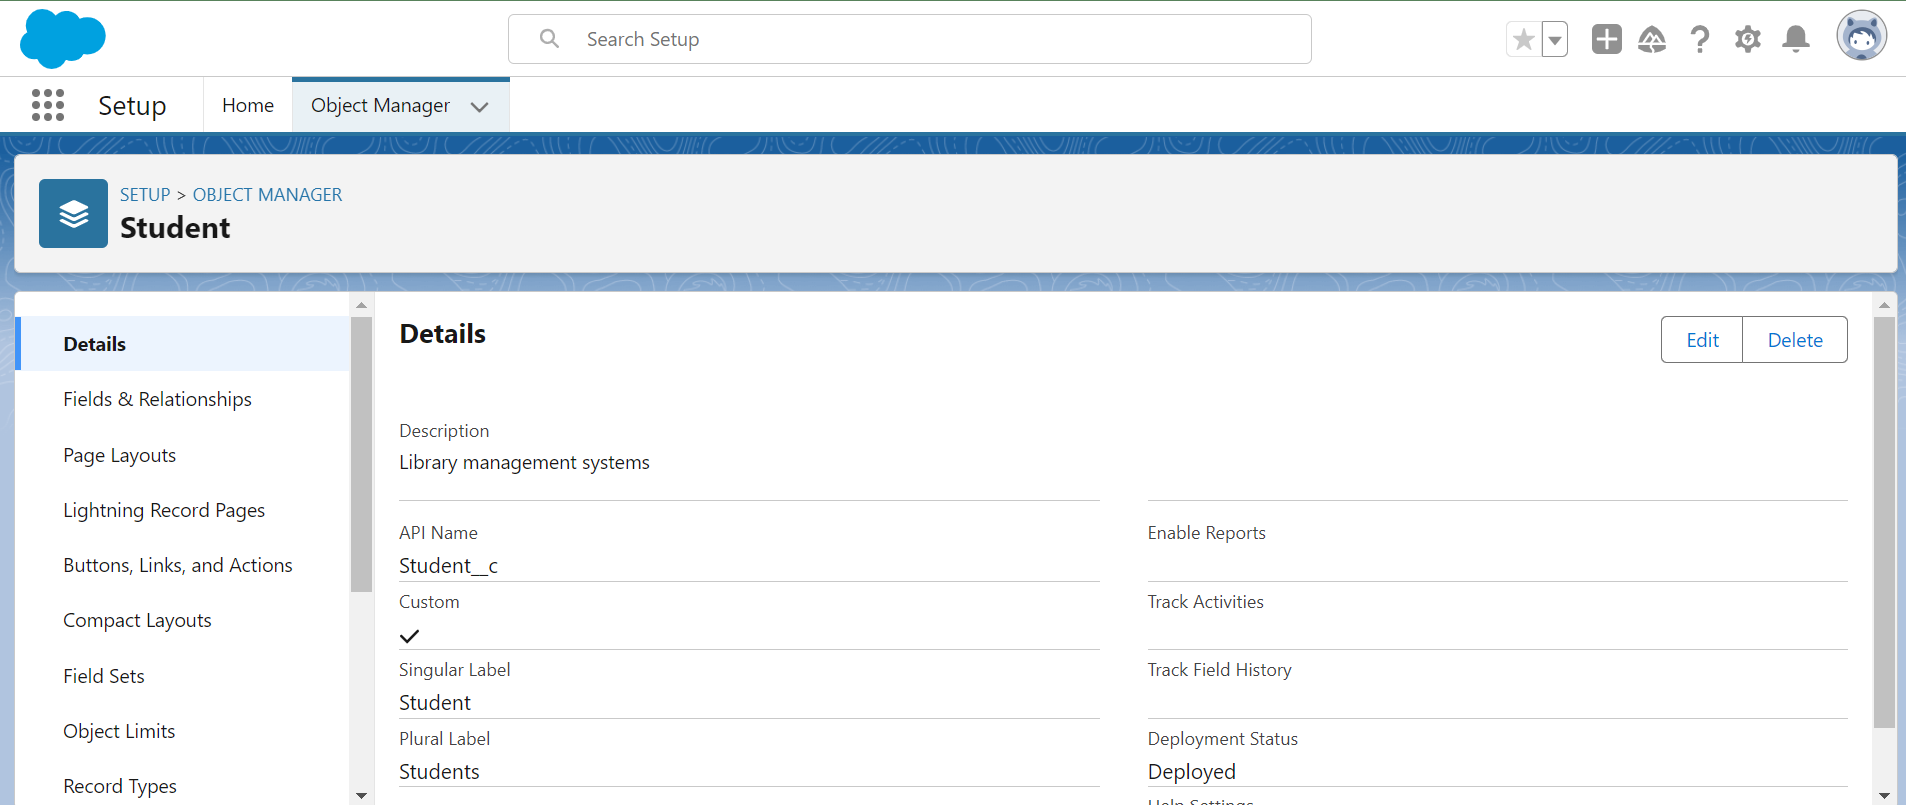 Search Setup
Setup
Home
Object Manager
SETUP > OBJECT MANAGER
Student
Details
Fields & Relationships
Page Layouts
Lightning Record Pages
Buttons, Links, and Actions
Compact Layouts
Field Sets
Object Limits
Record Types
Details
Edit
Delete
Description
Library management systems
API Name
Student__c
Custom
Singular Label
Student
Plural Label
Students
Enable Reports
Track Activities
Track Field History
Deployment Status
Deployed
Help Settings